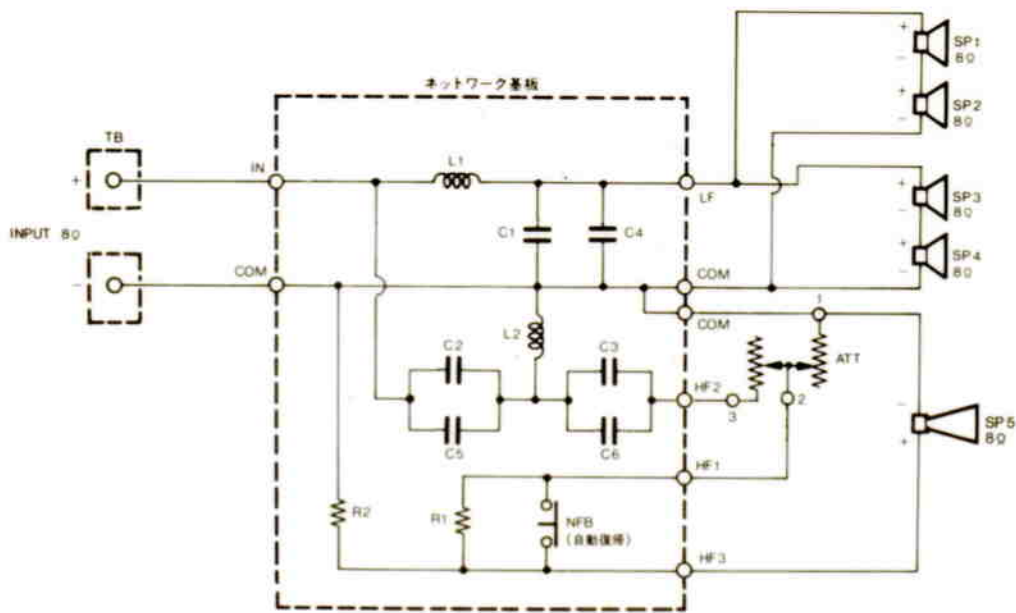 ネットワーク基板
TB
+
INPUT 8Ω
-
IN
COM
L1
C1
C4
L2
C2
C5
C3
C6
R2
R1
NFB
(自動復帰)
LF
COM
COM
HF2
HF1
HF3
+
-
SP1
8Ω
+
-
SP2
8Ω
+
-
SP3
8Ω
+
-
SP4
8Ω
1
ATT
3
2
-
+
SP5
8Ω